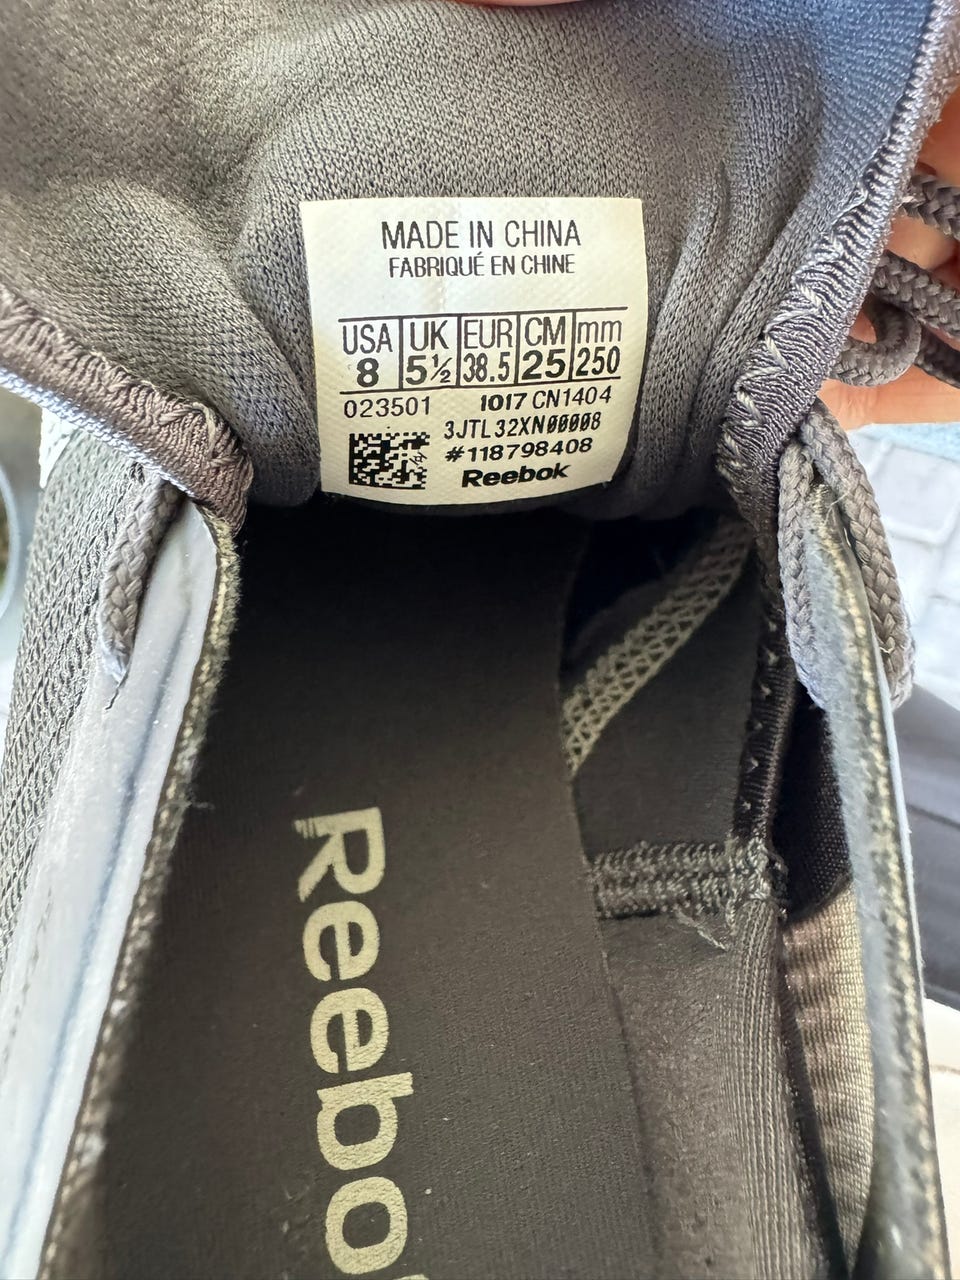 MADE IN CHINA
FABRIQUÉ EN CHINE
USA UK EUR CM mm
8 5½ 38.5 25 250
023501 1017 CN1404
3JTL32XN00008
#118798408
Reebok
Reebo